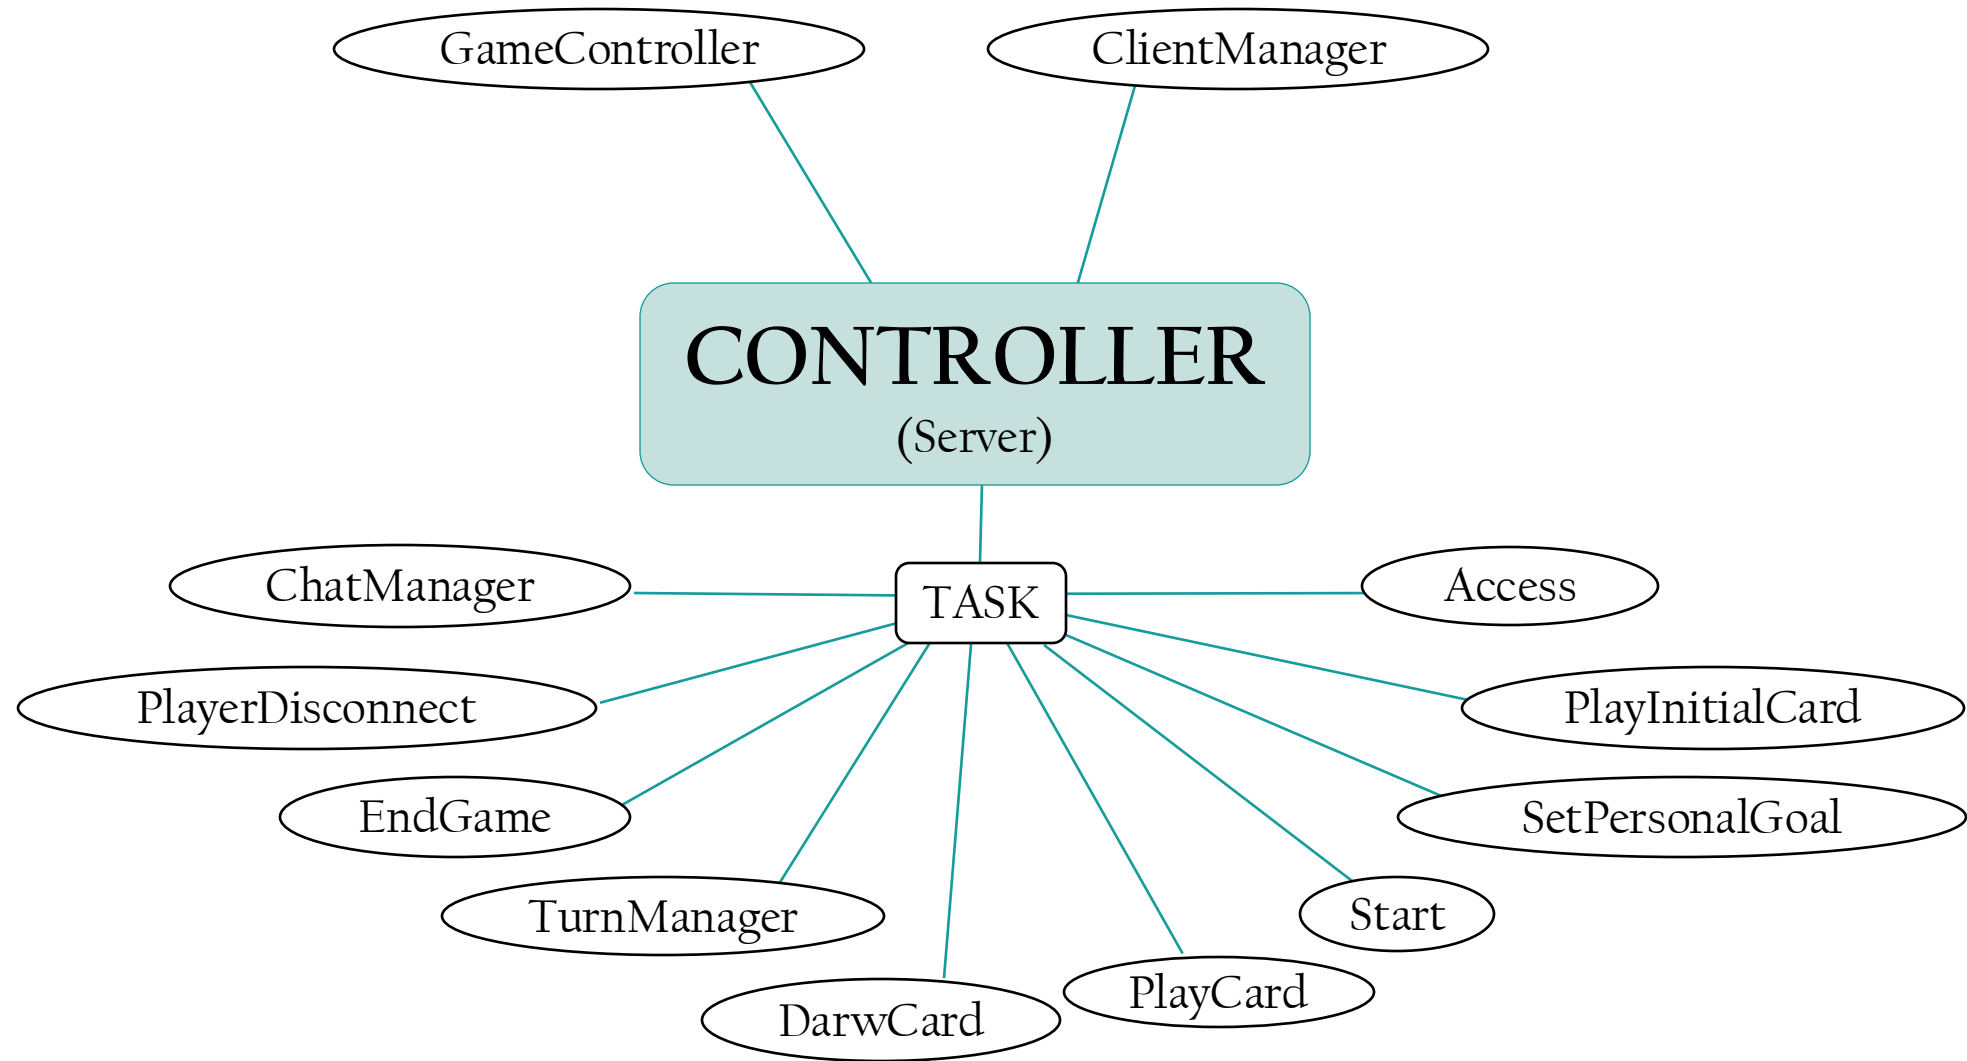 GameController
ClientManager
CONTROLLER
(Server)
ChatManager
TASK
Access
PlayerDisconnect
PlayInitialCard
EndGame
SetPersonalGoal
TurnManager
Start
DarwCard
PlayCard